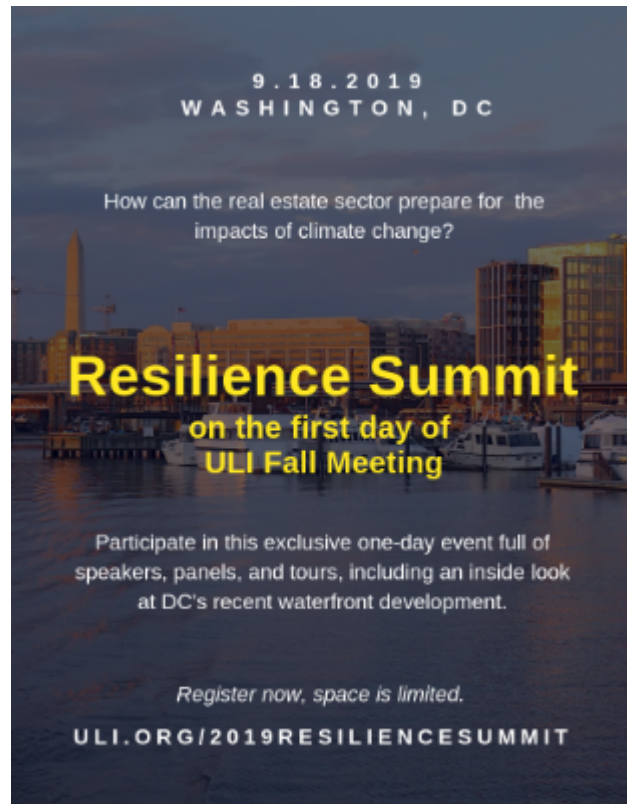 9.18.2019
WASHINGTON, DC
How can the real estate sector prepare for the
impacts of climate change?
Resilience Summit
on the first day of
ULI Fall Meeting
Participate in this exclusive one-day event full of
speakers, panels, and tours, including an inside look
at DC's recent waterfront development.
Register now, space is limited.
ULI.ORG/2019RESILIENCESUMMIT